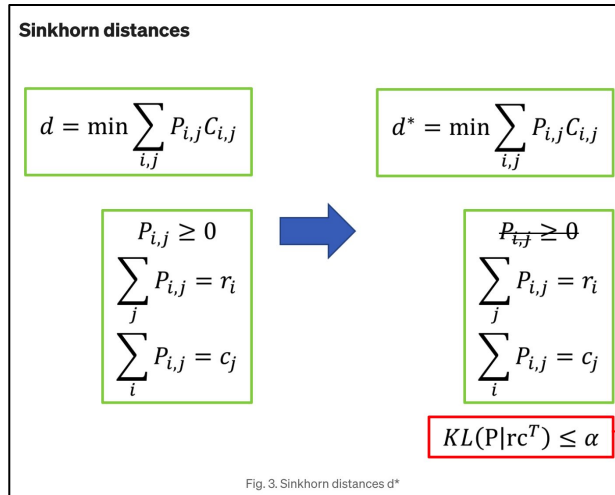 Sinkhorn distances
d = min ∑_{i,j} P_{i,j} C_{i,j}
d* = min ∑_{i,j} P_{i,j} C_{i,j}
P_{i,j} ≥ 0
∑_j P_{i,j} = r_i
∑_i P_{i,j} = c_j
P_{i,j} ≥ 0
∑_j P_{i,j} = r_i
∑_i P_{i,j} = c_j
KL(P|rc^T) ≤ α
Fig. 3. Sinkhorn distances d*